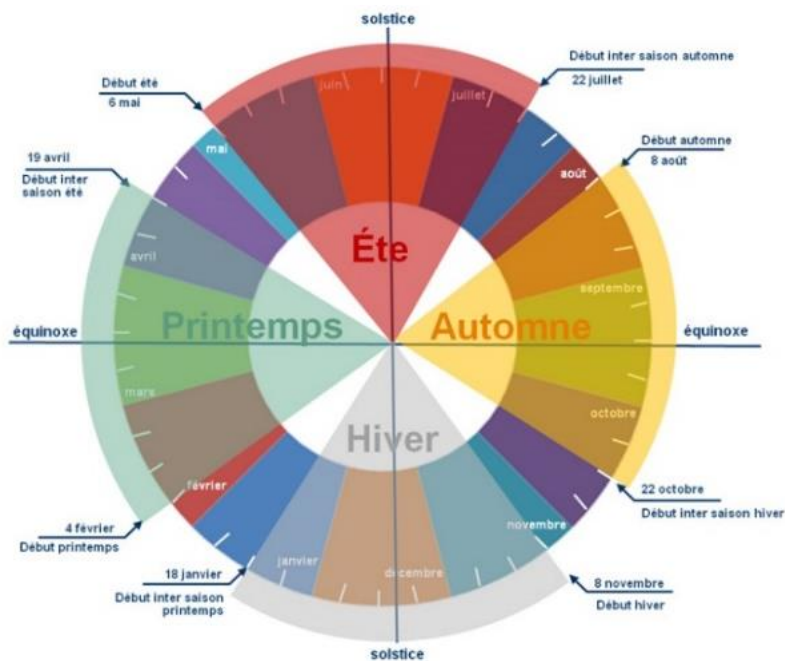 solstice
Début inter saison automne
22 juillet
Début été
6 mai
juin
juillet
Début automne
8 août
19 avril
Début inter
saison été
mai
août
Éte
avril
septembre
équinoxe
Printemps
Automne
équinoxe
mars
octobre
Hiver
février
22 octobre
Début inter saison hiver
novembre
4 février
Début printemps
janvier
décembre
18 janvier
Début inter saison
printemps
8 novembre
Début hiver
solstice